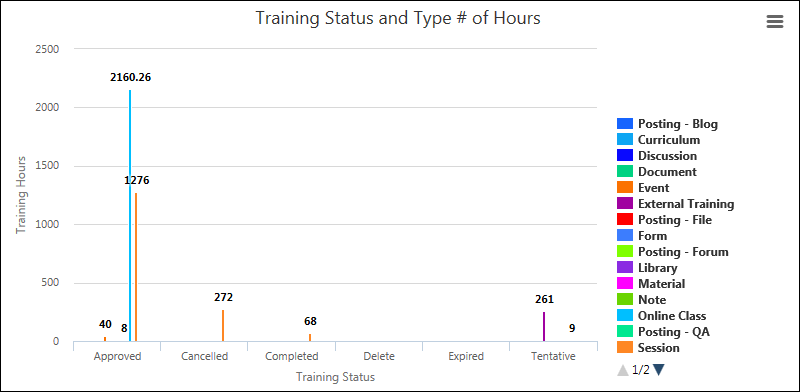 Training Status and Type # of Hours
Training Hours
2500
2000
1500
1000
500
0
2160.26
1276
40
8
272
68
261
9
Approved
Cancelled
Completed
Delete
Expired
Tentative
Training Status
Posting - Blog
Curriculum
Discussion
Document
Event
External Training
Posting - File
Form
Posting - Forum
Library
Material
Note
Online Class
Posting - QA
Session
1/2